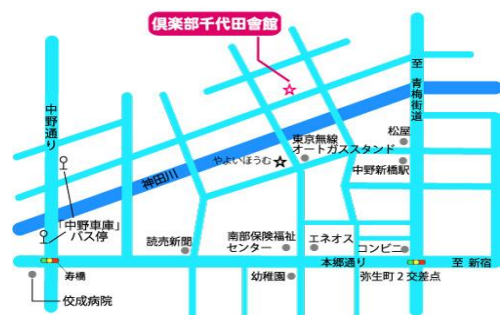 倶楽部千代田會館
至
青梅街道
中野通り
松屋
東京無線
オートガススタンド
やよいほうむ
中野新橋駅
神田川
「中野車庫」
バス停
読売新聞
南部保険福祉
センター
エネオス
コンビニ
本郷通り
至 新宿
寿橋
幼稚園
弥生町2交差点
佼成病院